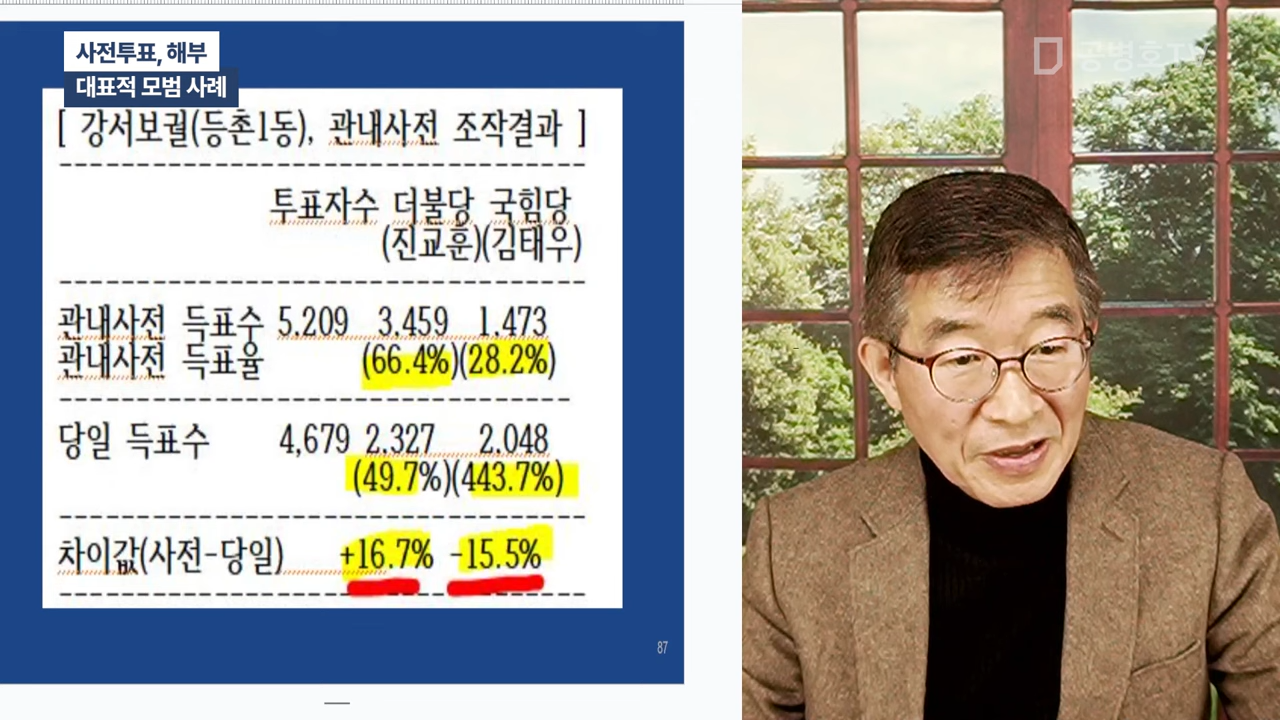 사전투표, 해부
대표적 모범 사례
공병호TV
[ 강서보궐(등촌1동), 관내사전 조작결과 ]
투표자수 더불당 국힘당
(진교훈)(김태우)
관내사전 득표수 5.209 3.459 1.473
관내사전 득표율 (66.4%)(28.2%)
당일 득표수 4,679 2.327 2.048
(49.7%)(443.7%)
차이값(사전-당일) +16.7% -15.5%
87